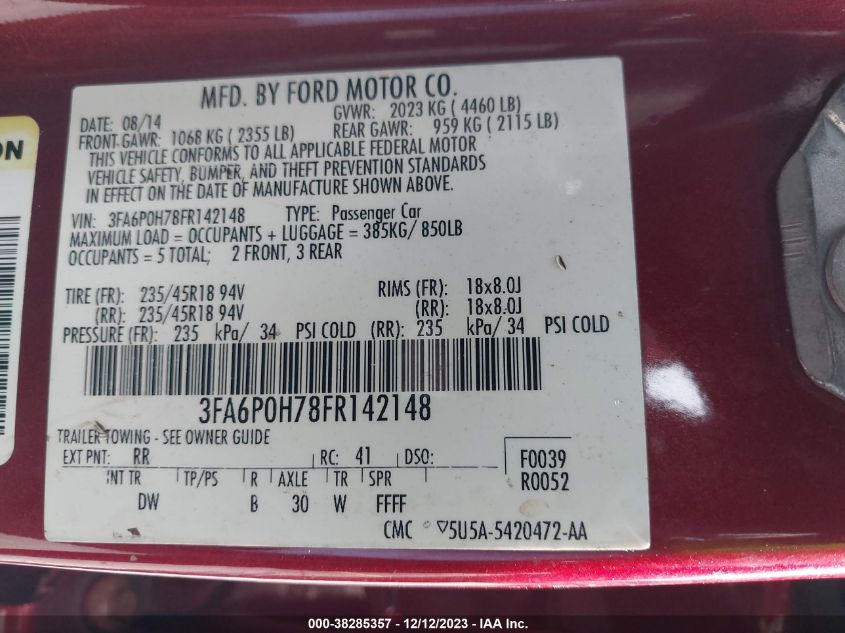 MFD. BY FORD MOTOR CO.
DATE: 08/14 GVWR: 2023 KG ( 4460 LB)
FRONT GAWR: 1068 KG ( 2355 LB) REAR GAWR: 959 KG ( 2115 LB)
THIS VEHICLE CONFORMS TO ALL APPLICABLE FEDERAL MOTOR
VEHICLE SAFETY, BUMPER, AND THEFT PREVENTION STANDARDS
IN EFFECT ON THE DATE OF MANUFACTURE SHOWN ABOVE.
VIN: 3FA6P0H78FR142148 TYPE: Passenger Car
MAXIMUM LOAD = OCCUPANTS + LUGGAGE = 385KG/ 850LB
OCCUPANTS = 5 TOTAL; 2 FRONT, 3 REAR
TIRE (FR): 235/45R18 94V RIMS (FR): 18x8.0J
(RR): 235/45R18 94V (RR): 18x8.0J
PRESSURE (FR): 235 kPa/ 34 PSI COLD (RR): 235 kPa/ 34 PSI COLD
3FA6P0H78FR142148
TRAILER TOWING - SEE OWNER GUIDE
EXT PNT: RR RC: 41 DSO: F0039
INT TR TP/PS R AXLE TR SPR R0052
DW B 30 W FFFF
CMC 5U5A-5420472-AA
ON
000-38285357 - 12/12/2023 - IAA Inc.